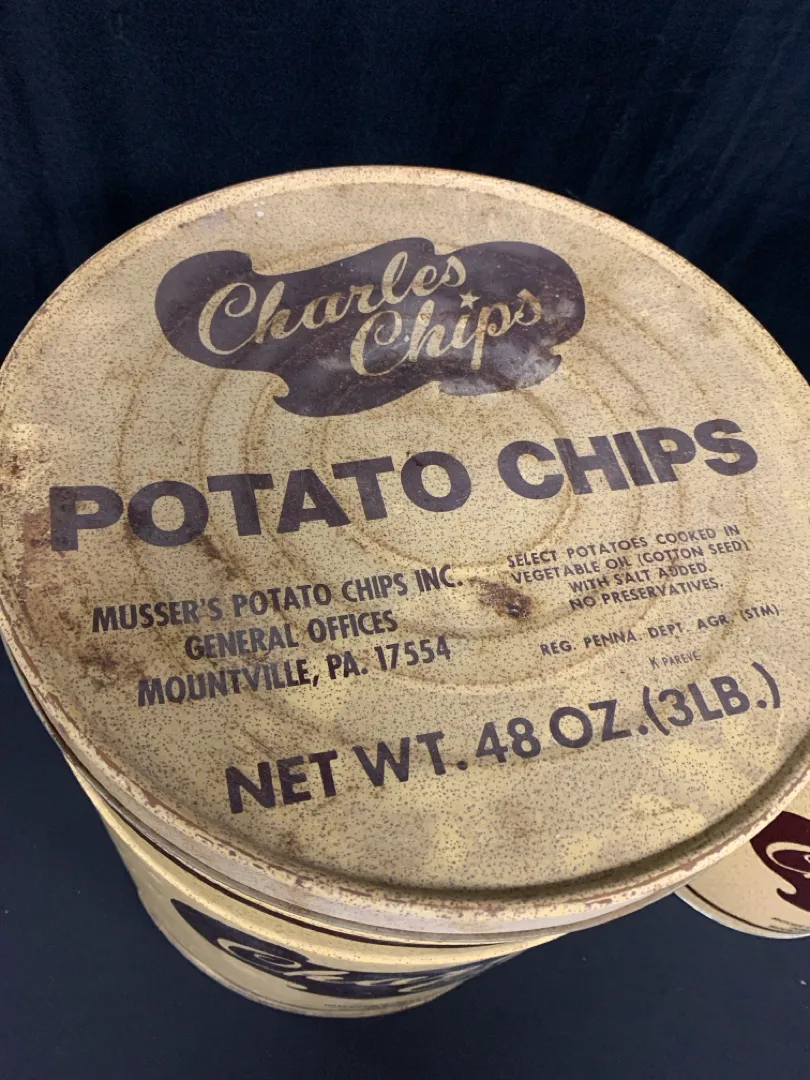 Charles
Chips
POTATO CHIPS
MUSSER'S POTATO CHIPS INC.
GENERAL OFFICES
MOUNTVILLE, PA. 17554
SELECT POTATOES COOKED IN
VEGETABLE OIL (COTTON SEED)
WITH SALT ADDED.
NO PRESERVATIVES.
REG. PENNA. DEPT. AGR. (STM)
K PAREVE
NET WT. 48 OZ. (3LB.)